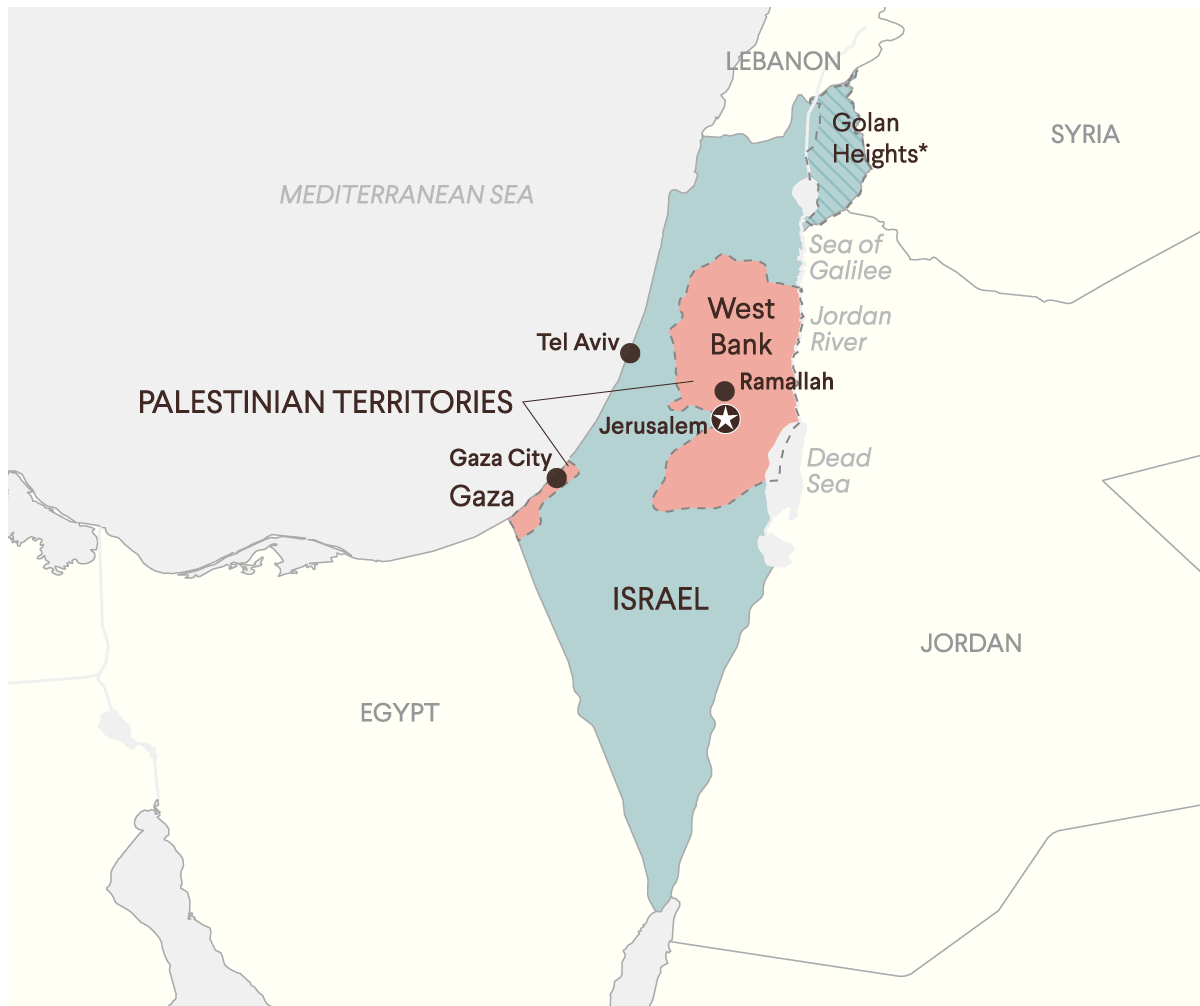 LEBANON
Golan
Heights*
SYRIA
MEDITERRANEAN SEA
Sea of
Galilee
West
Bank
Jordan
River
Tel Aviv
Ramallah
PALESTINIAN TERRITORIES
Jerusalem
Gaza City
Dead
Sea
Gaza
ISRAEL
JORDAN
EGYPT